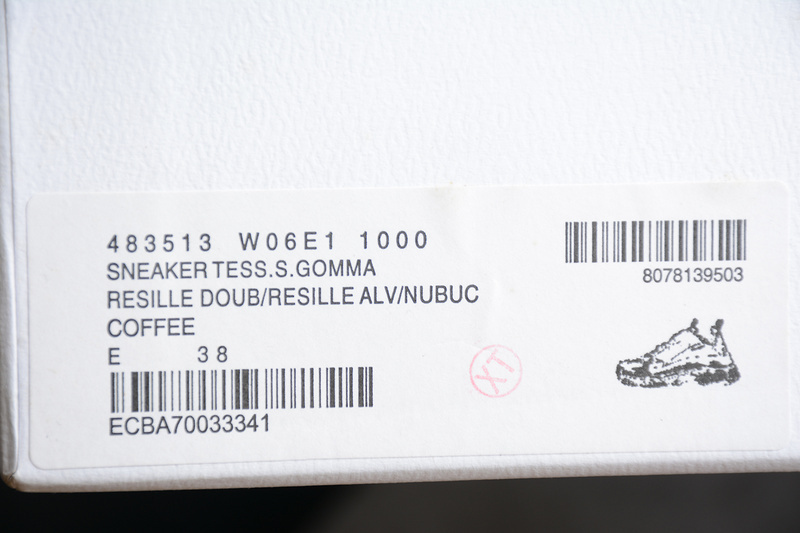 483513 W06E1 1000
SNEAKER TESS.S.GOMMA
RESILLE DOUB/RESILLE ALV/NUBUC
COFFEE
E 38
ECBA70033341
8078139503
XT